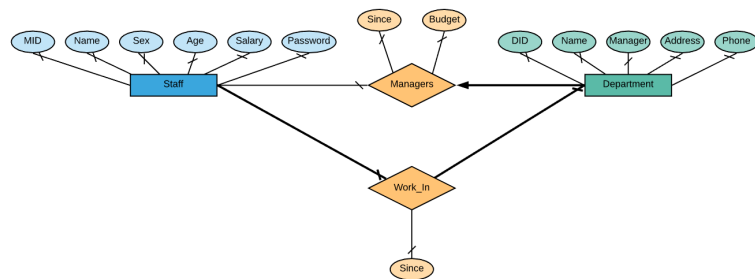 Since
Budget
MID
Name
Sex
Age
Salary
Password
DID
Name
Manager
Address
Phone
Staff
Managers
Department
Work_In
Since